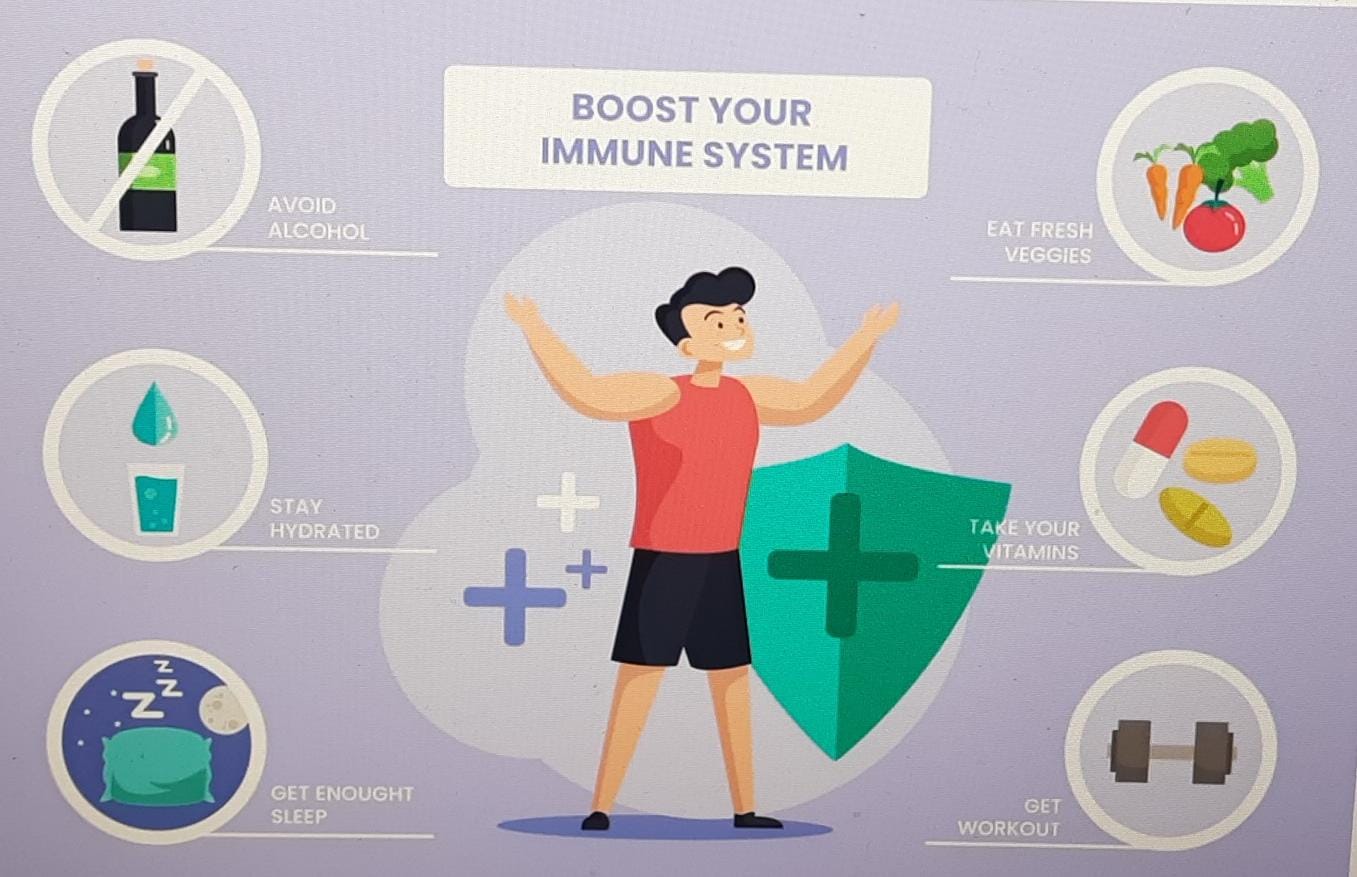 BOOST YOUR
IMMUNE SYSTEM
AVOID
ALCOHOL
STAY
HYDRATED
GET ENOUGHT
SLEEP
EAT FRESH
VEGGIES
TAKE YOUR
VITAMINS
GET
WORKOUT